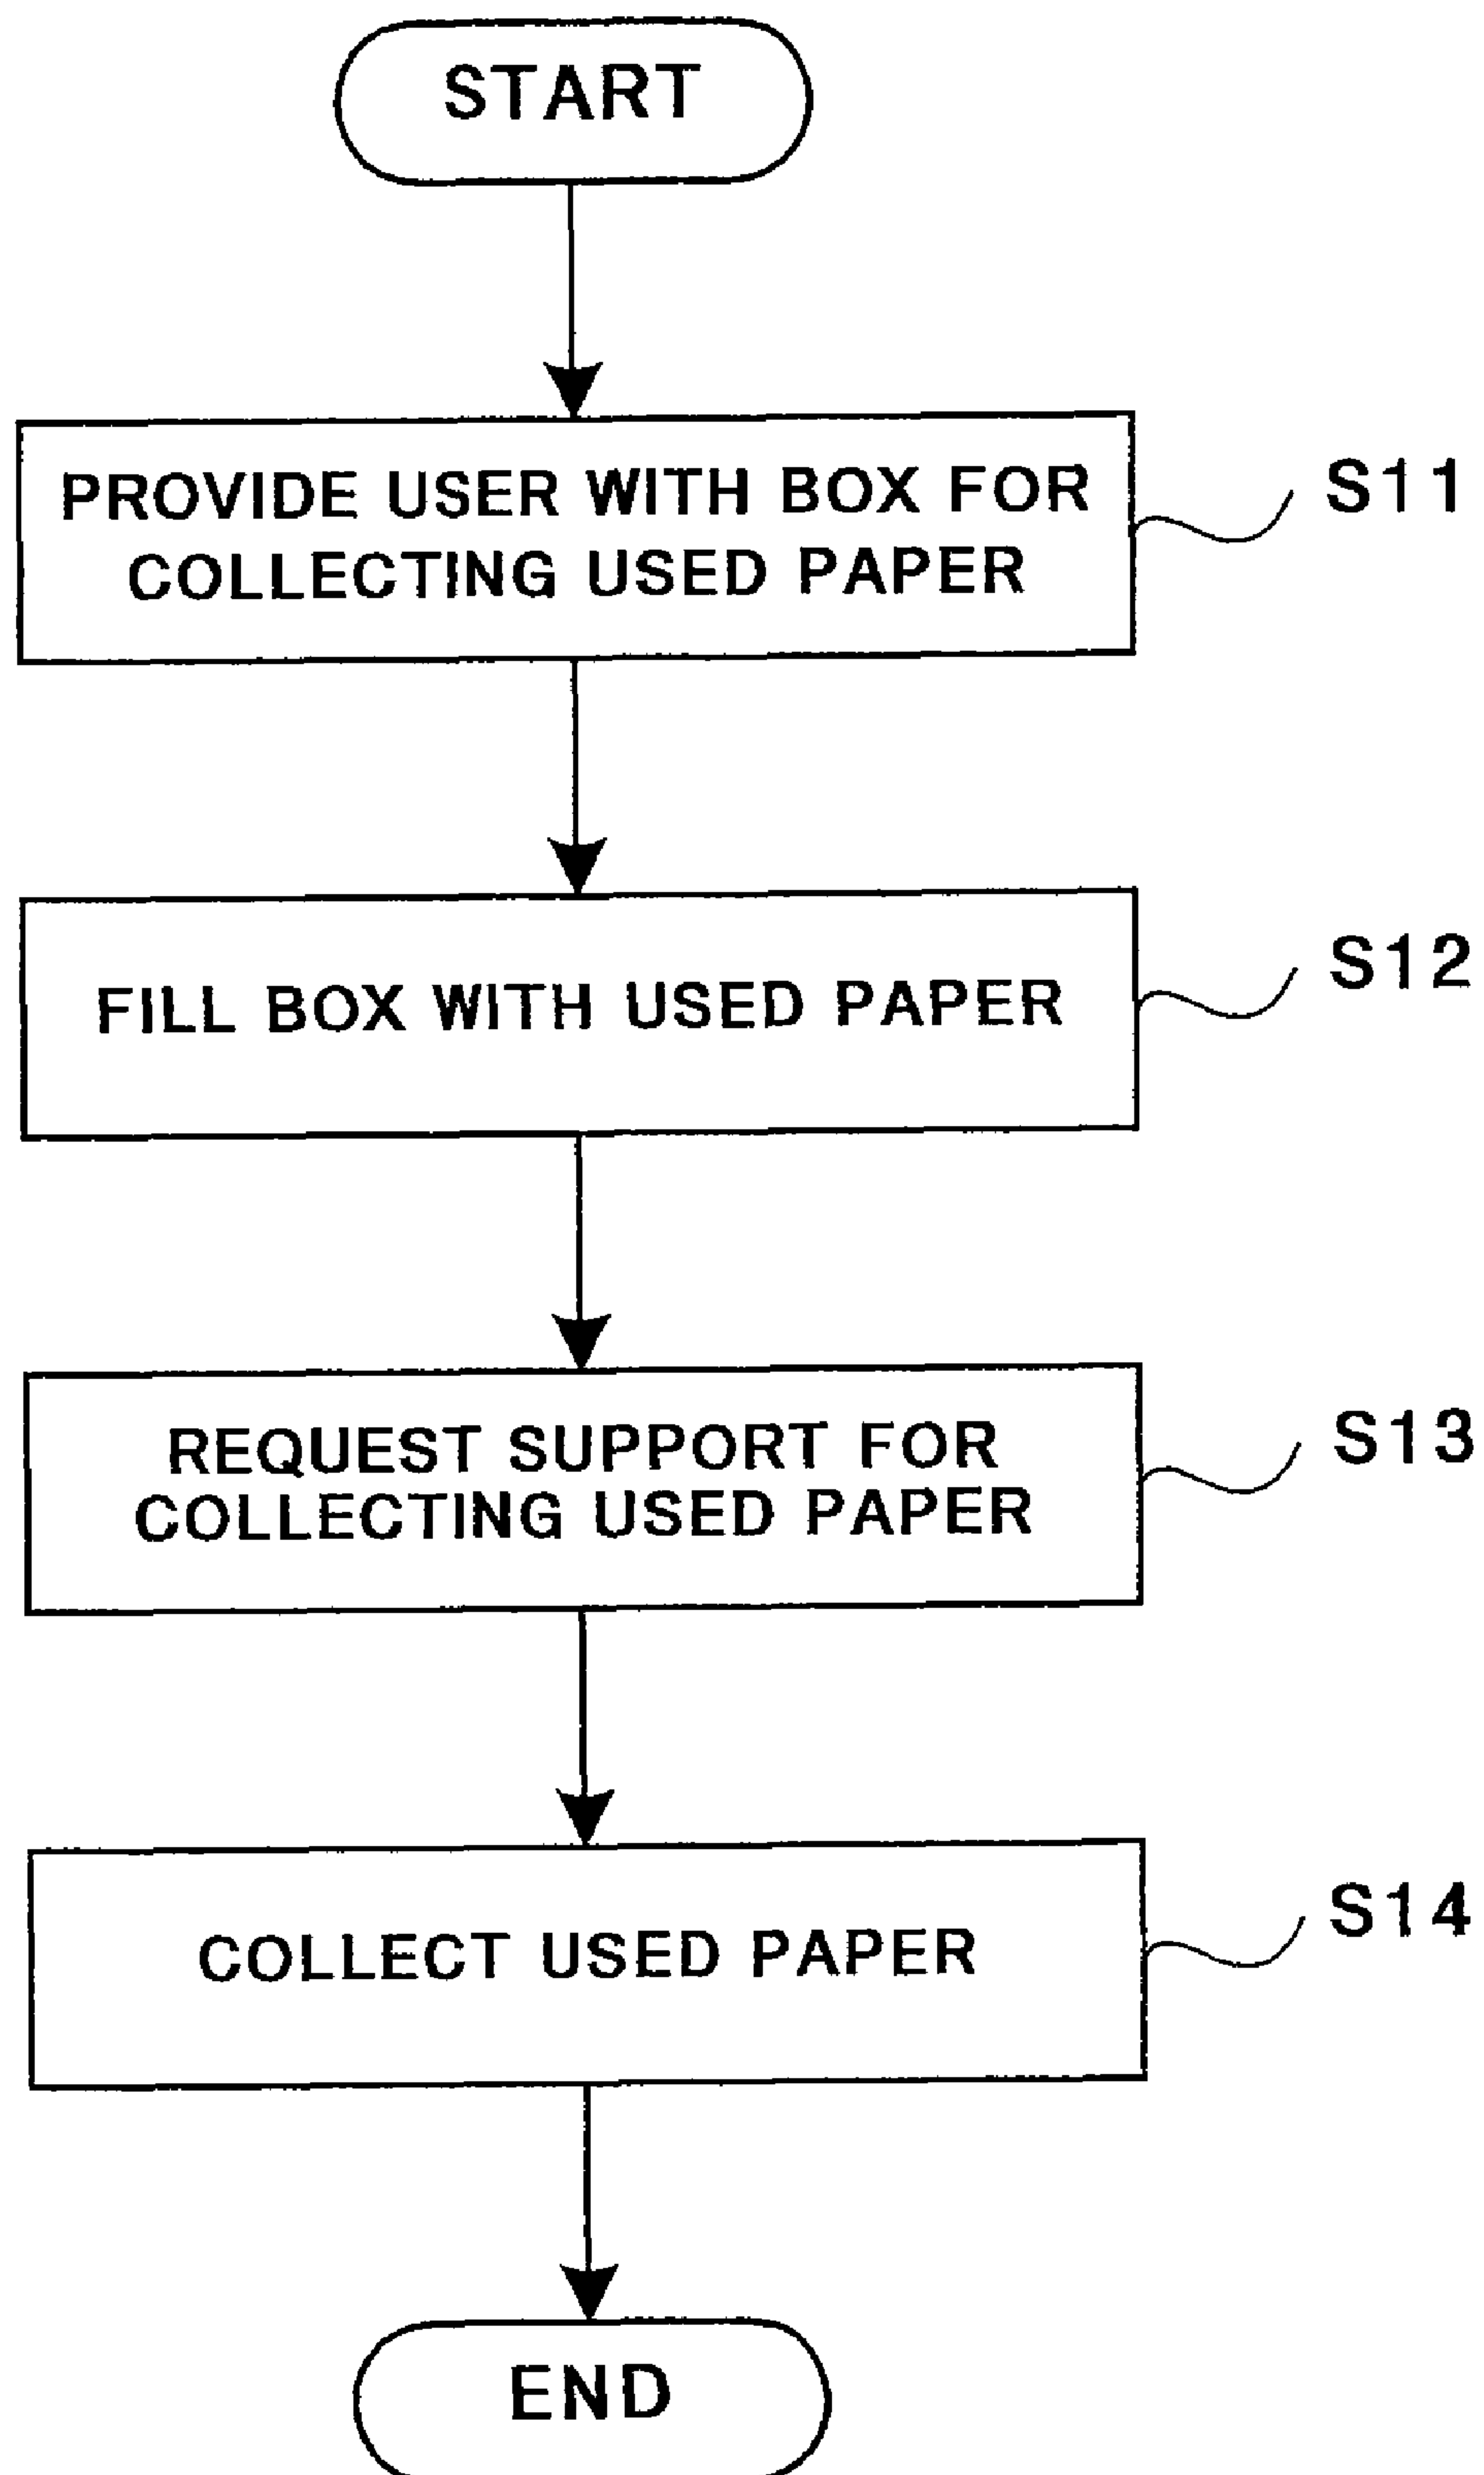 START
PROVIDE USER WITH BOX FOR
COLLECTING USED PAPER
S11
FILL BOX WITH USED PAPER
S12
REQUEST SUPPORT FOR
COLLECTING USED PAPER
S13
COLLECT USED PAPER
S14
END